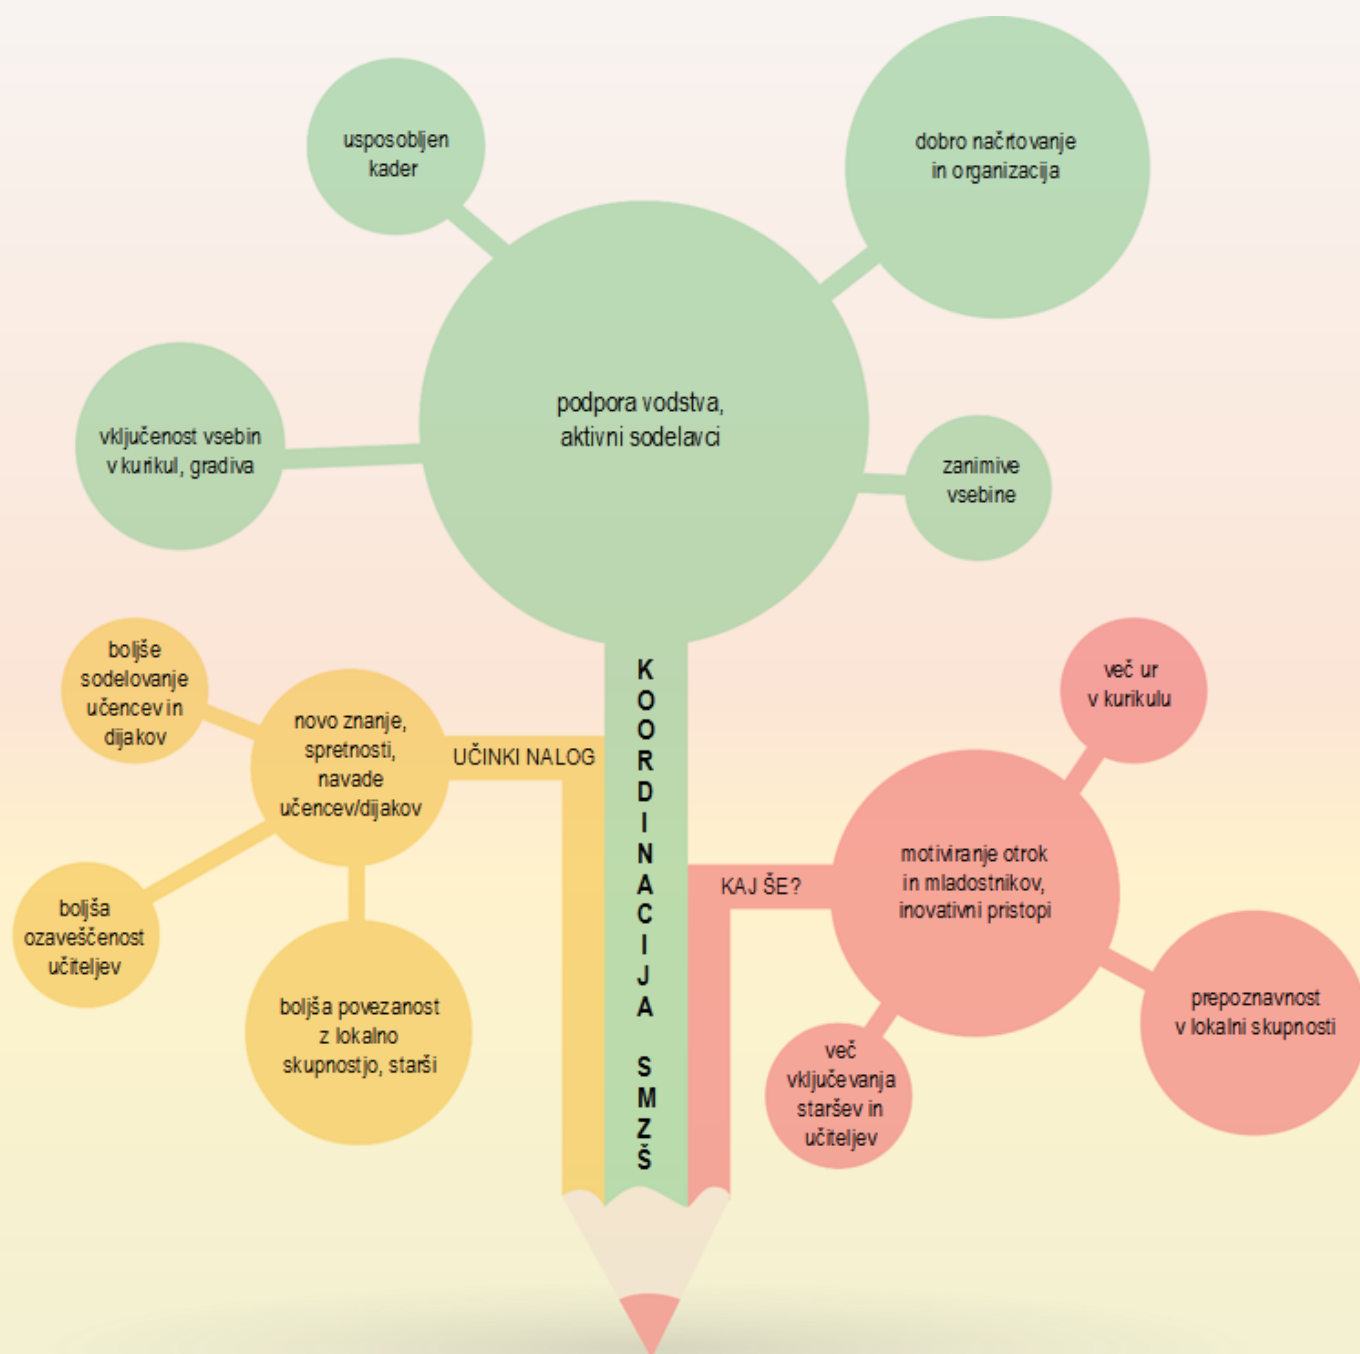 usposobljen
kader
dobro načrtovanje
in organizacija
podpora vodstva,
aktivni sodelavci
vključenost vsebin
v kurikul, gradiva
zanimive
vsebine
boljše
sodelovanje
učencev in
dijakov
novo znanje,
spretnosti,
navade
učencev/dijakov
UČINKI NALOG
boljša
ozaveščenost
učiteljev
boljša povezanost
z lokalno
skupnostjo, starši
KOORDINACIJA SMZŠ
več ur
v kurikulu
KAJ ŠE?
motiviranje otrok
in mladostnikov,
inovativni pristopi
prepoznavnost
v lokalni skupnosti
več
vključevanja
staršev in
učiteljev